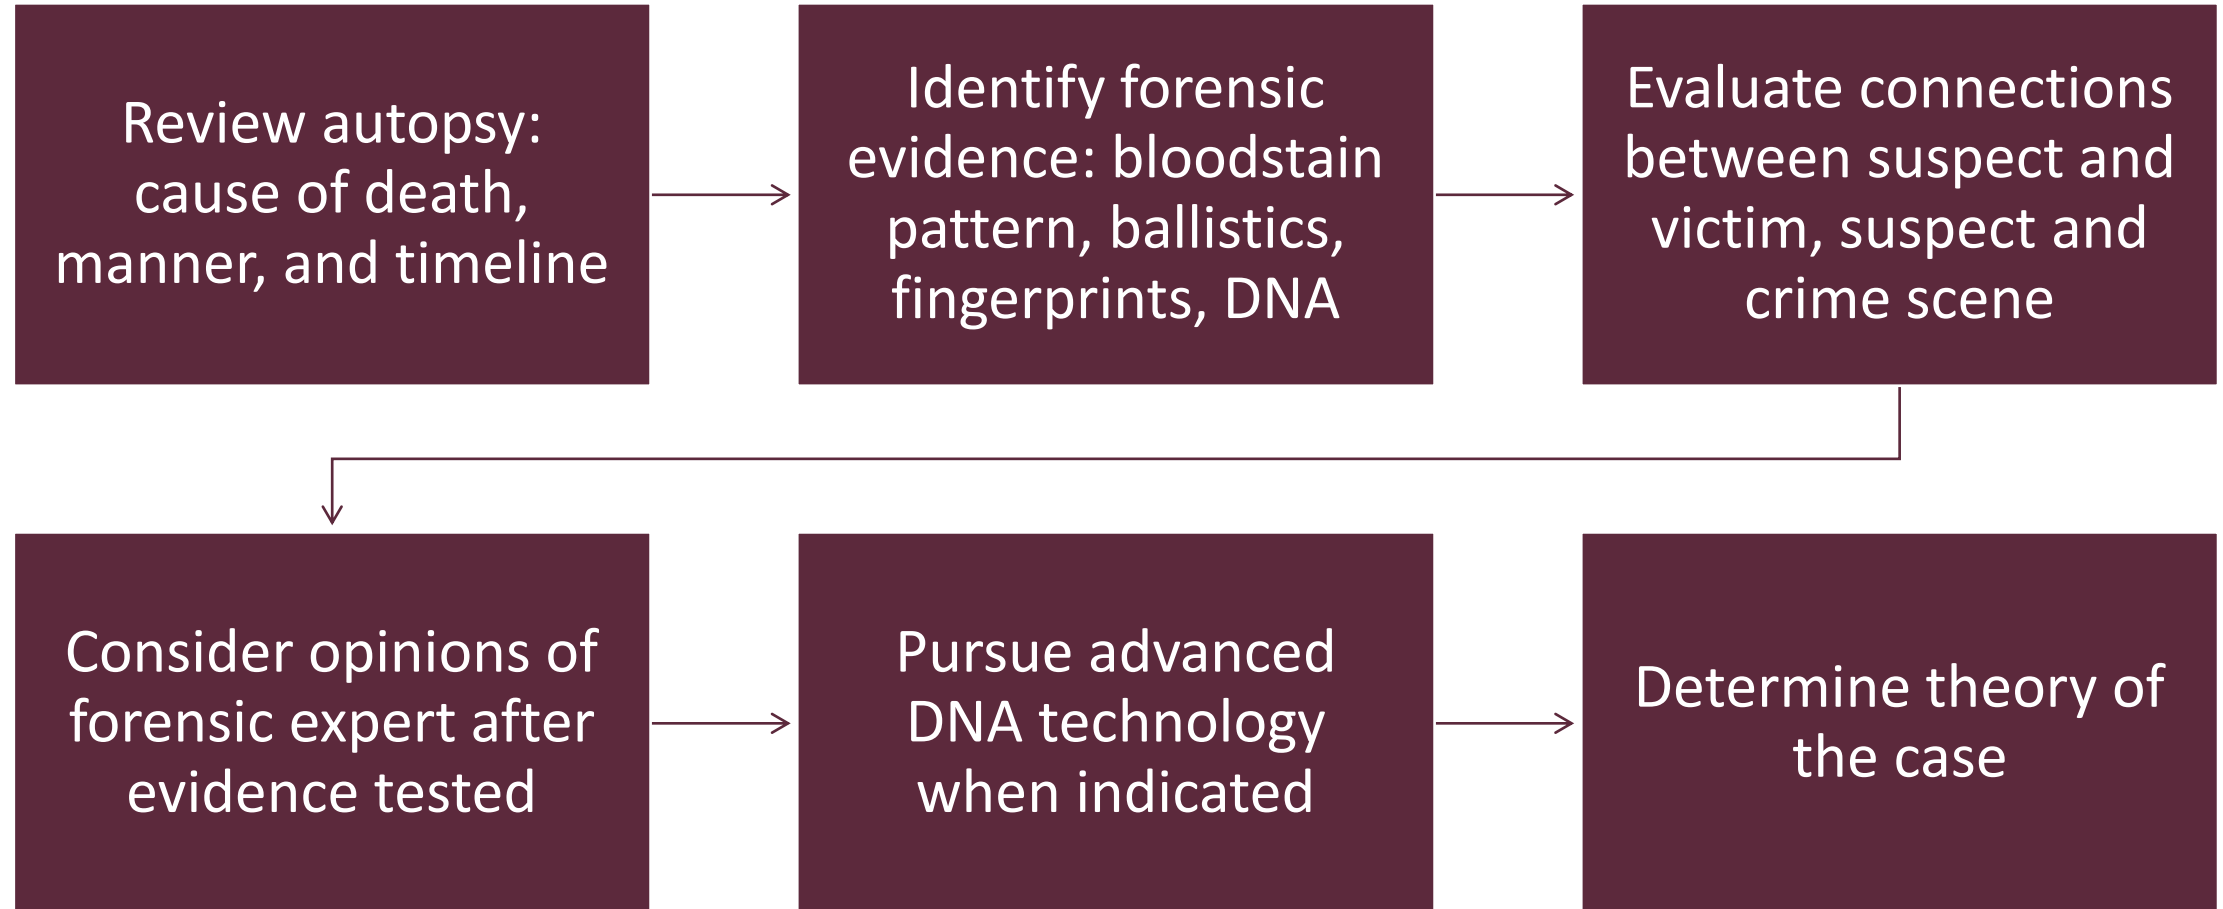 Review autopsy:
cause of death,
manner, and timeline
Identify forensic
evidence: bloodstain
pattern, ballistics,
fingerprints, DNA
Evaluate connections
between suspect and
victim, suspect and
crime scene
Consider opinions of
forensic expert after
evidence tested
Pursue advanced
DNA technology
when indicated
Determine theory of
the case